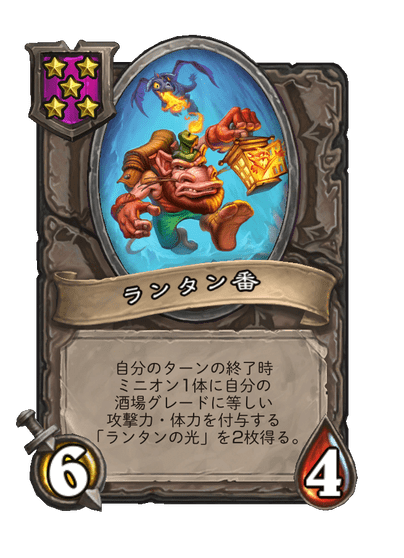 ランタン番
自分のターンの終了時
ミニオン1体に自分の
酒場グレードに等しい
攻撃力・体力を付与する
「ランタンの光」を2枚得る。
6
4